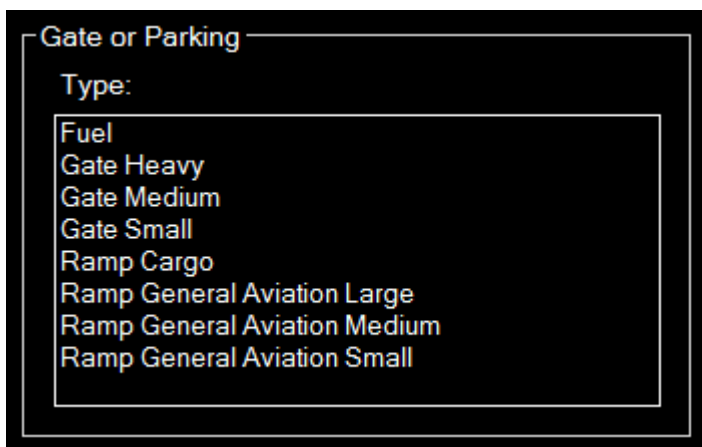 Gate or Parking
Type:
Fuel
Gate Heavy
Gate Medium
Gate Small
Ramp Cargo
Ramp General Aviation Large
Ramp General Aviation Medium
Ramp General Aviation Small